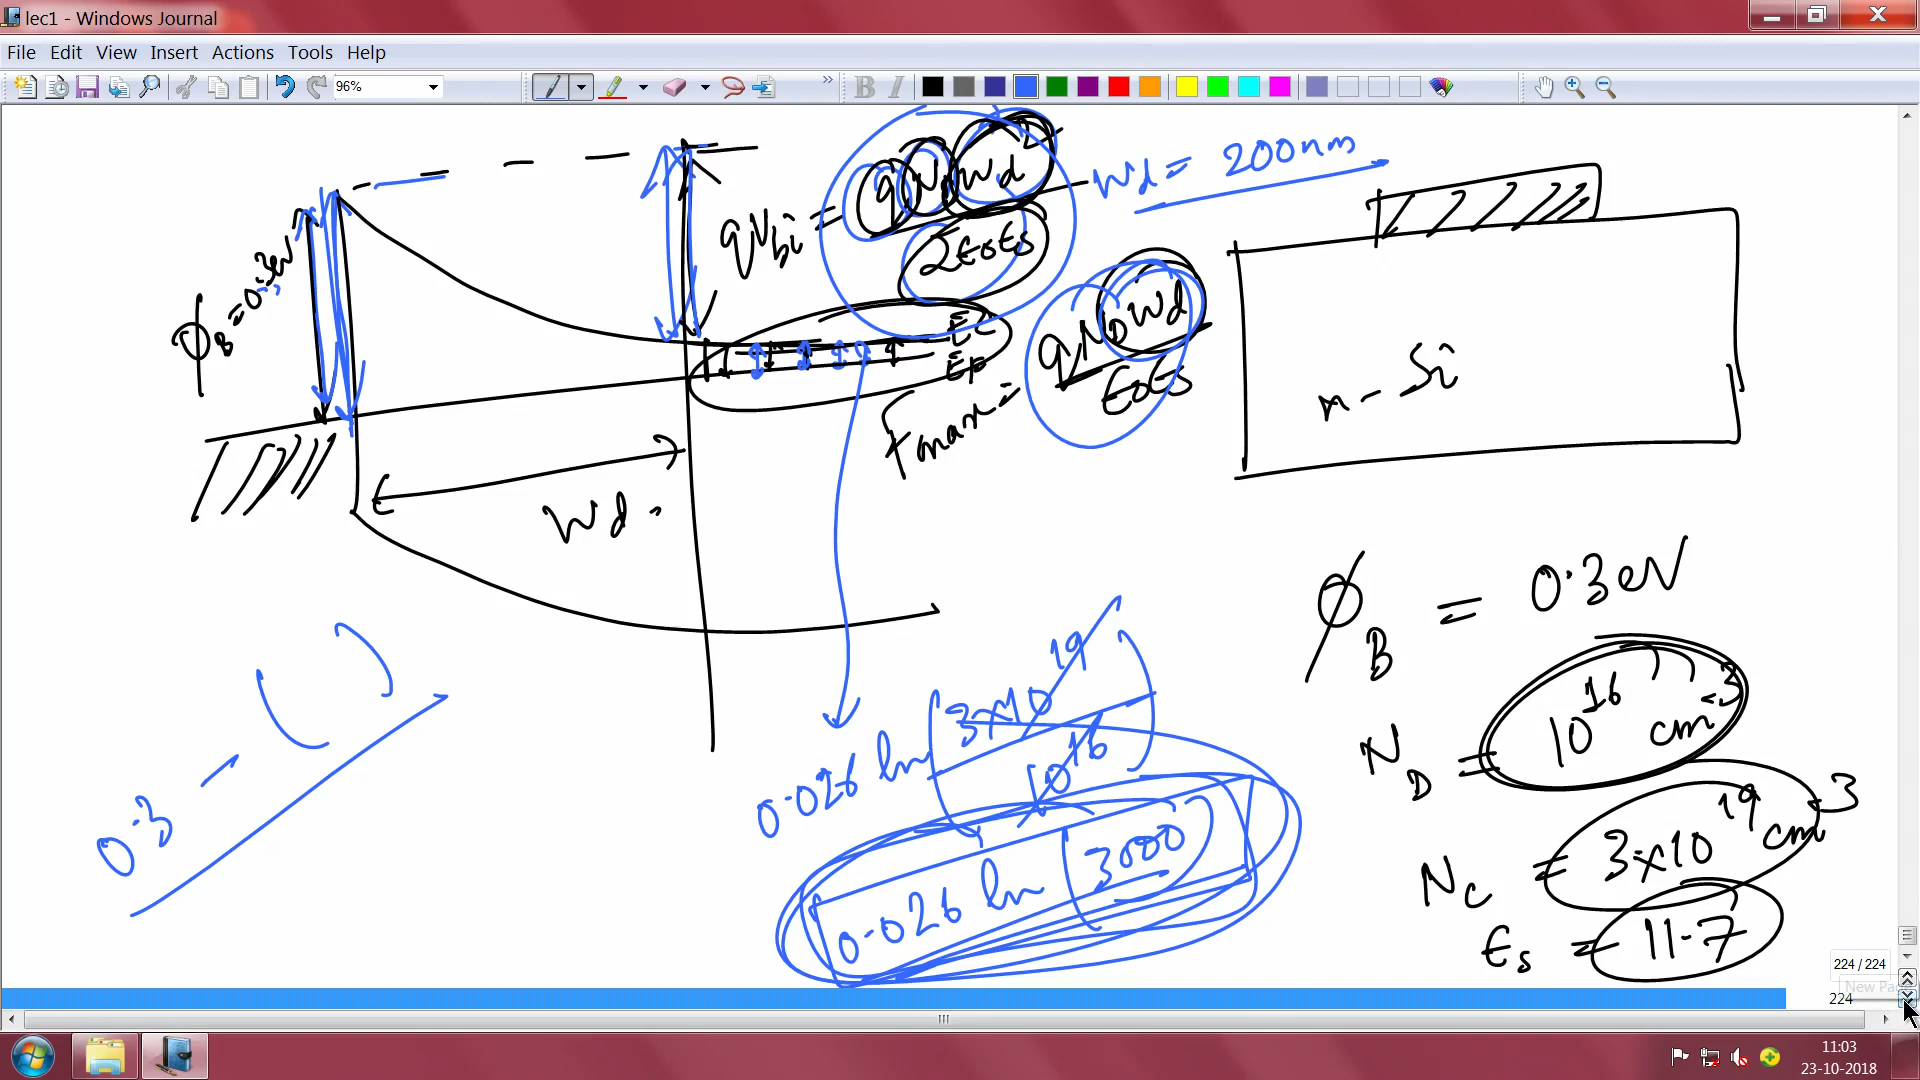 lec1 - Windows Journal
File Edit View Insert Actions Tools Help
96%
B I
qVbi = qNDWd² / 2ϵ0ϵs
Wd = 200nm
ϕB = 0.3eV
EC
EF
Fmax = qNDWd / ϵ0ϵs
n-Si
Wd
ϕB = 0.3eV
ND = 10^16 cm^-3
NC = 3×10^19 cm^-3
ϵs = 11.7
0.3 - ( )
0.026 ln (3×10^19 / 10^16)
0.026 ln (3000)
224 / 224
224
11:03
23-10-2018